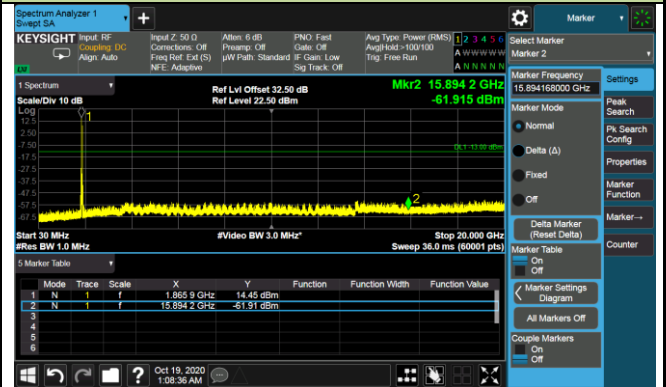 Spectrum Analyzer 1
Swept SA
+
Marker
KEYSIGHT
Input: RF
Coupling: DC
Align: Auto
Input Z: 50 Ω
Corrections: Off
Freq Ref: Ext (S)
NFE: Adaptive
Atten: 6 dB
Preamp: Off
µW Path: Standard
PNO: Fast
Gate: Off
IF Gain: Low
Sig Track: Off
Avg Type: Power (RMS)
Avg|Hold:>100/100
Trig: Free Run
1 2 3 4 5 6
A W W W W W
A N N N N N
LXI
1 Spectrum
Scale/Div 10 dB
Log
Ref Lvl Offset 32.50 dB
Ref Level 22.50 dBm
Mkr2 15.894 2 GHz
-61.915 dBm
12.5
2.50
-7.50
-17.5
-27.5
-37.5
-47.5
-57.5
-67.5
1
2
DL1 -13.00 dBm
Start 30 MHz
#Res BW 1.0 MHz
#Video BW 3.0 MHz*
Stop 20.000 GHz
Sweep 36.0 ms (60001 pts)
5 Marker Table
Mode Trace Scale X Y Function Function Width Function Value
1 N 1 f 1.865 9 GHz 14.45 dBm
2 N 1 f 15.894 2 GHz -61.91 dBm
3
4
5
6
Oct 19, 2020
1:08:36 AM
?
Select Marker
Marker 2
Marker Frequency
15.894168000 GHz
Marker Mode
Normal
Delta (Δ)
Fixed
Off
Delta Marker
(Reset Delta)
Marker Table
On
Off
Marker Settings
Diagram
All Markers Off
Couple Markers
On
Off
Settings
Peak
Search
Pk Search
Config
Properties
Marker
Function
Marker→
Counter